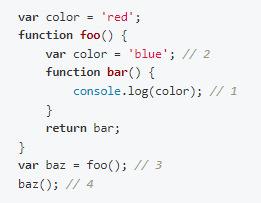 var color = 'red';
function foo() {
    var color = 'blue'; // 2
    function bar() {
        console.log(color); // 1
    }
    return bar;
}
var baz = foo(); // 3
baz(); // 4